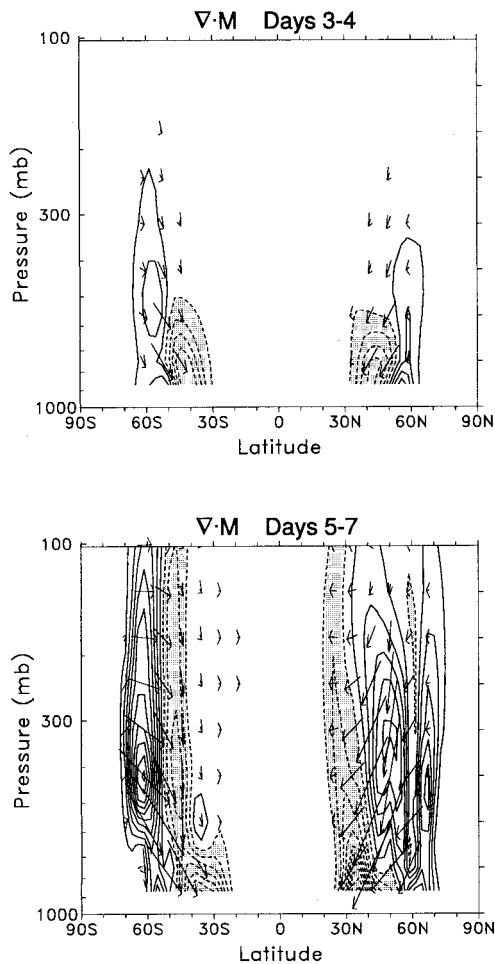 ∇·M Days 3-4
100
300
1000
Pressure (mb)
90S 60S 30S 0 30N 60N 90N
Latitude
∇·M Days 5-7
100
300
1000
Pressure (mb)
90S 60S 30S 0 30N 60N 90N
Latitude